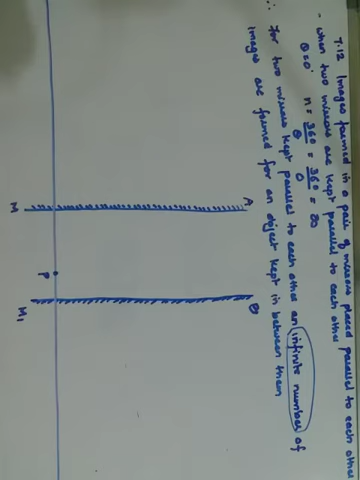 7.12 Images formed in a pair of mirrors placed parallel to each other
- when two mirrors are kept parallel to each other
θ=0° n = 360/θ = 360/0 = ∞
∴ For two mirrors kept parallel to each other an infinite number of
images are formed for an object kept in between them
M A
P
M₁ B